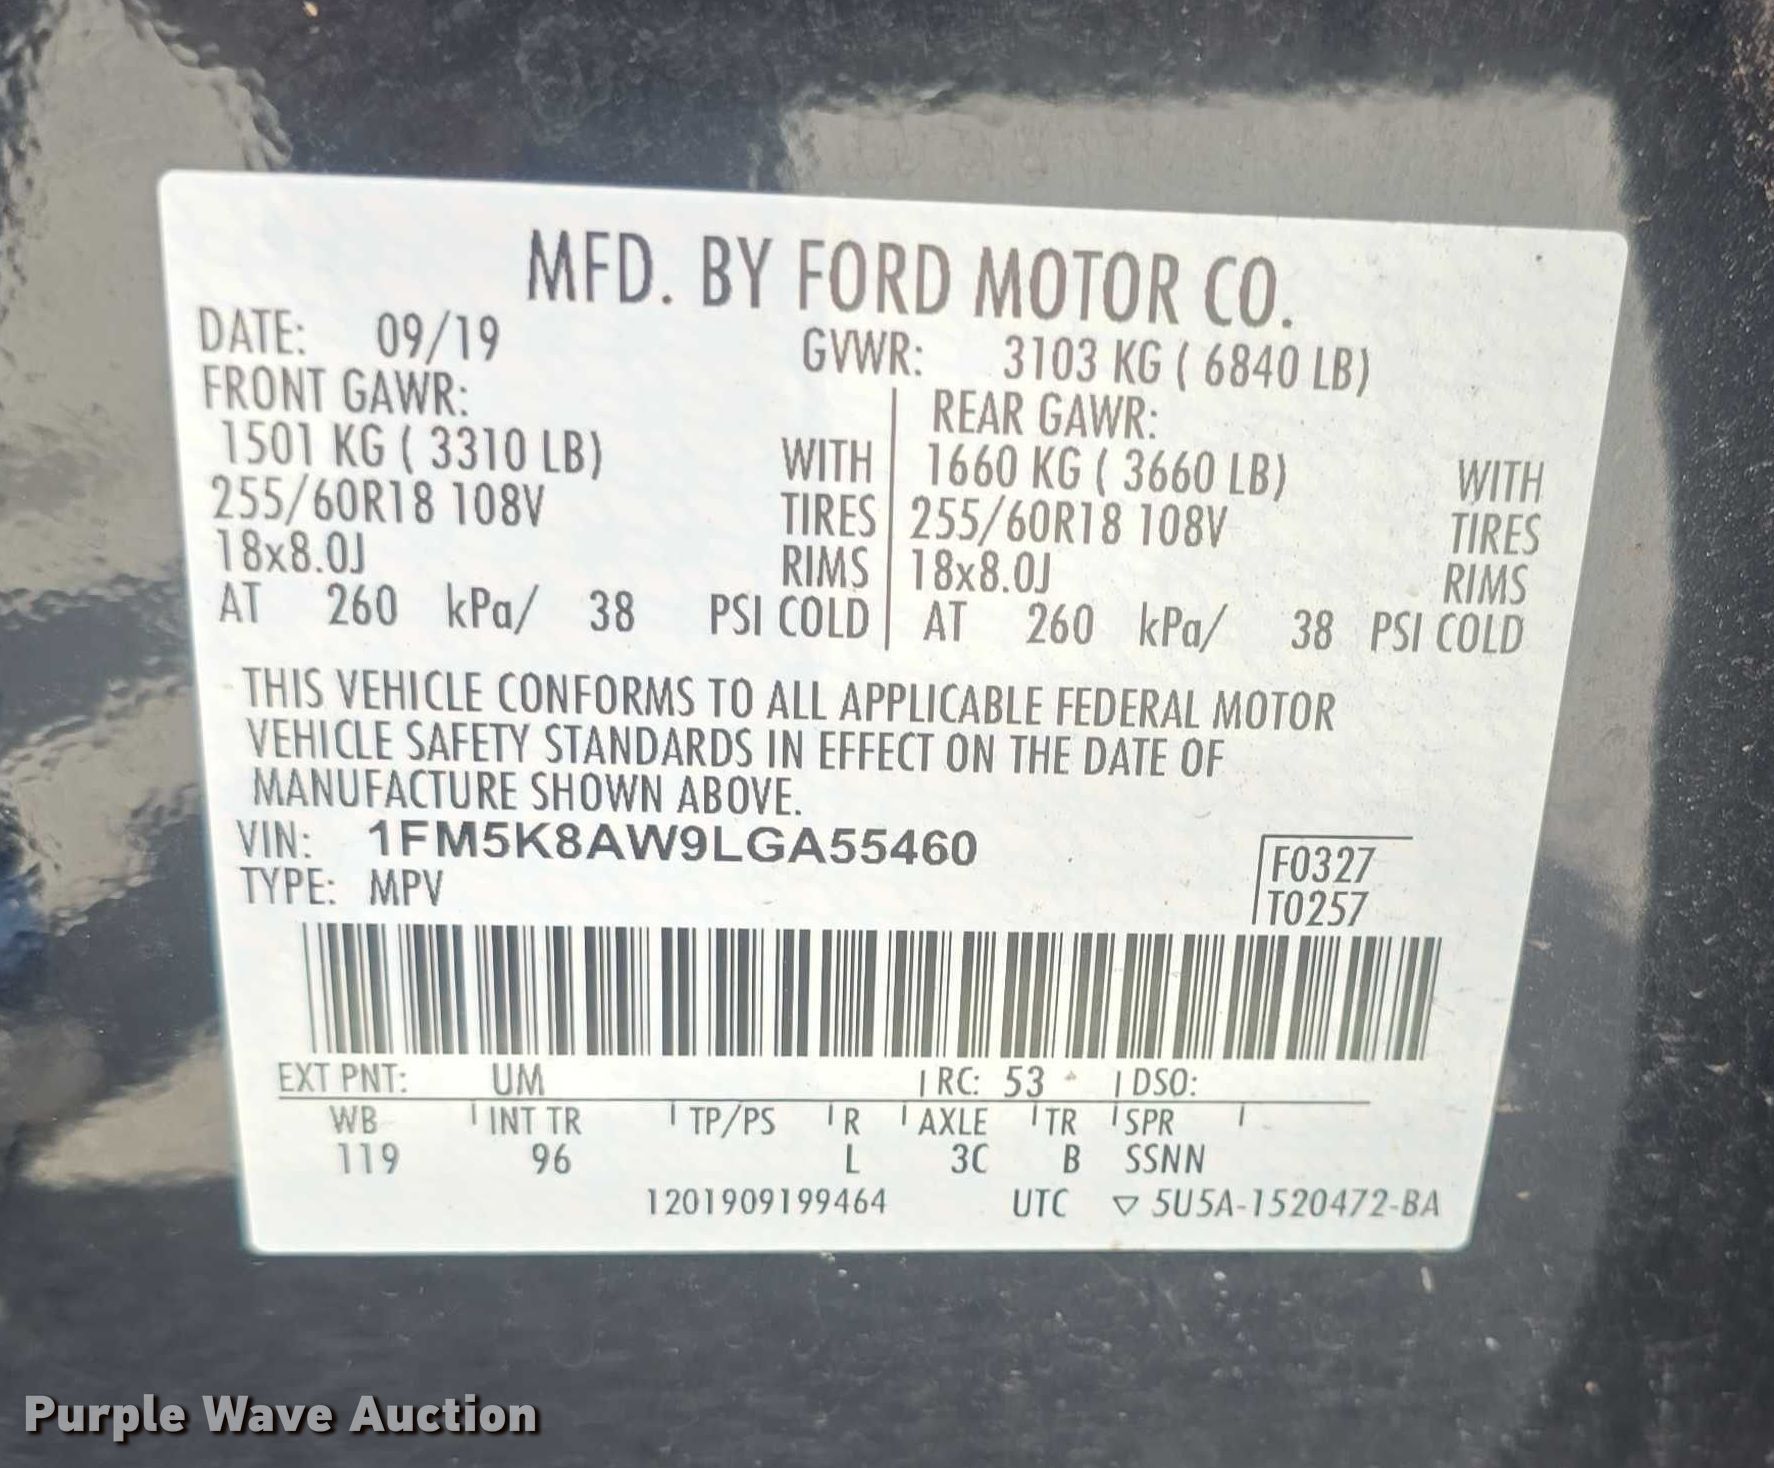 MFD. BY FORD MOTOR CO.
DATE: 09/19 GVWR: 3103 KG ( 6840 LB)
FRONT GAWR: REAR GAWR:
1501 KG ( 3310 LB) WITH 1660 KG ( 3660 LB) WITH
255/60R18 108V TIRES 255/60R18 108V TIRES
18x8.0J RIMS 18x8.0J RIMS
AT 260 kPa/ 38 PSI COLD AT 260 kPa/ 38 PSI COLD
THIS VEHICLE CONFORMS TO ALL APPLICABLE FEDERAL MOTOR
VEHICLE SAFETY STANDARDS IN EFFECT ON THE DATE OF
MANUFACTURE SHOWN ABOVE.
VIN: 1FM5K8AW9LGA55460
TYPE: MPV
F0327
T0257
EXT PNT: UM RC: 53 DSO:
WB INT TR TP/PS R AXLE TR SPR
119 96 L 3C B SSNN
1201909199464 UTC ▽ 5U5A-1520472-BA
Purple Wave Auction